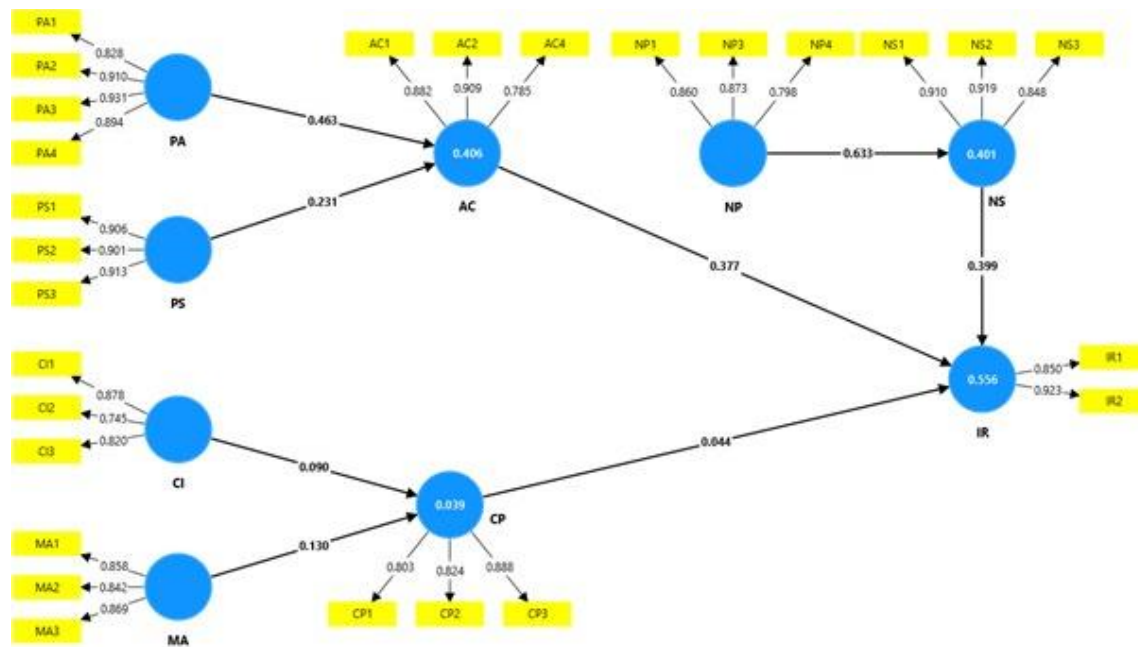 PA1
PA2
PA3
PA4
0.828
0.910
0.931
0.894
PA
PS1
PS2
PS3
0.906
0.901
0.913
PS
CI1
CI2
CI3
0.878
0.745
0.820
CI
MA1
MA2
MA3
0.858
0.842
0.869
MA
0.463
0.231
0.090
0.130
AC1 AC2 AC4
0.882 0.909 0.785
0.406
AC
NP1 NP3 NP4
0.860 0.873 0.798
NP
0.633
NS1 NS2 NS3
0.910 0.919 0.848
0.401
NS
0.377
0.399
0.044
0.039
CP
0.803 0.824 0.888
CP1 CP2 CP3
0.556
IR
0.850
0.923
IR1
IR2